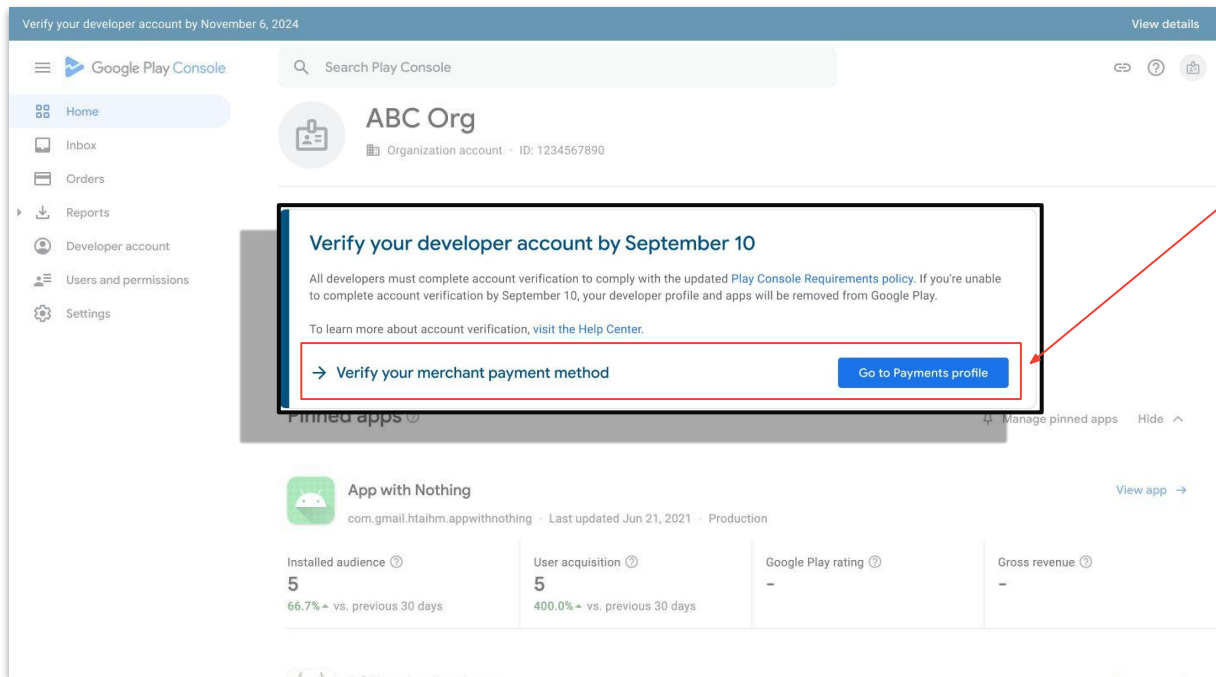 Verify your developer account by November 6, 2024
View details
Google Play Console
Search Play Console
Home
Inbox
Orders
Reports
Developer account
Users and permissions
Settings
ABC Org
Organization account · ID: 1234567890
Verify your developer account by September 10
All developers must complete account verification to comply with the updated Play Console Requirements policy. If you're unable
to complete account verification by September 10, your developer profile and apps will be removed from Google Play.
To learn more about account verification, visit the Help Center.
→ Verify your merchant payment method
Go to Payments profile
Pinned apps
Manage pinned apps
Hide
App with Nothing
View app →
com.gmail.htaihm.appwithnothing · Last updated Jun 21, 2021 · Production
Installed audience
User acquisition
Google Play rating
Gross revenue
5
5
-
-
66.7% vs. previous 30 days
400.0% vs. previous 30 days